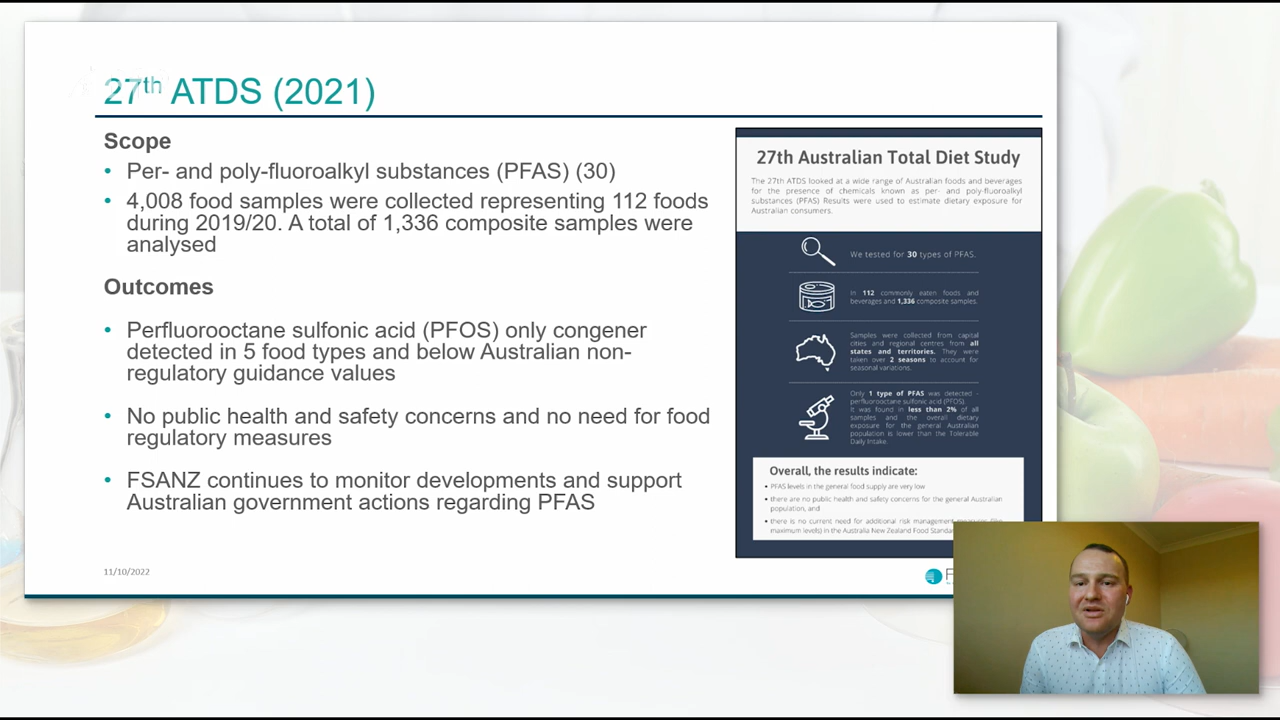 27th ATDS (2021)
Scope
• Per- and poly-fluoroalkyl substances (PFAS) (30)
• 4,008 food samples were collected representing 112 foods
during 2019/20. A total of 1,336 composite samples were
analysed
Outcomes
• Perfluorooctane sulfonic acid (PFOS) only congener
detected in 5 food types and below Australian non-
regulatory guidance values
• No public health and safety concerns and no need for food
regulatory measures
• FSANZ continues to monitor developments and support
Australian government actions regarding PFAS
11/10/2022
27th Australian Total Diet Study
The 27th ATDS looked at a wide range of Australian foods and beverages
for the presence of chemicals known as per- and poly-fluoroalkyl
substances (PFAS) Results were used to estimate dietary exposure for
Australian consumers.
We tested for 30 types of PFAS.
In 112 commonly eaten foods and
beverages and 1,336 composite samples.
Samples were collected from capital
cities and regional centres from all
states and territories. They were
taken over 2 seasons to account for
seasonal variations.
Only 1 type of PFAS was detected -
perfluorooctane sulfonic acid (PFOS).
It was found in less than 2% of all
samples and the overall dietary
exposure for the general Australian
population is lower than the Tolerable
Daily Intake.
Overall, the results indicate:
• PFAS levels in the general food supply are very low
• there are no public health and safety concerns for the general Australian
population, and
• there is no current need for additional risk management measures
maximum levels) in the Australia New Zealand Food